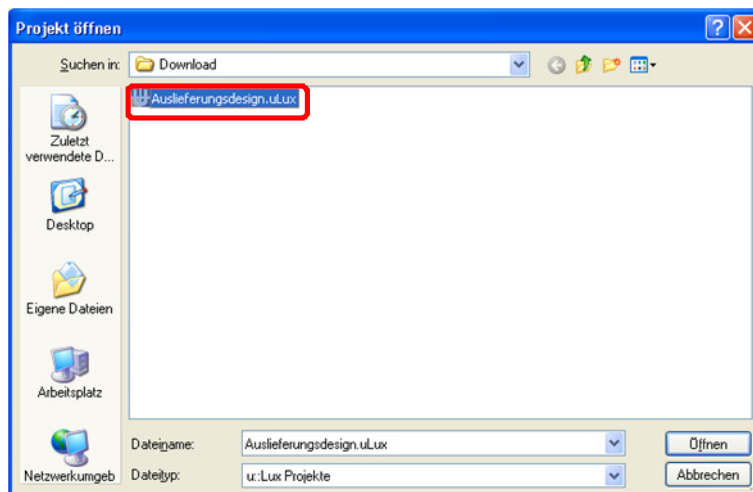 Projekt öffnen
Suchen in:
Download
Auslieferungsdesign.uLux
Zuletzt
verwendete D...
Desktop
Eigene Dateien
Arbeitsplatz
Netzwerkumgeb
Dateiname:
Auslieferungsdesign.uLux
Öffnen
Dateityp:
u::Lux Projekte
Abbrechen